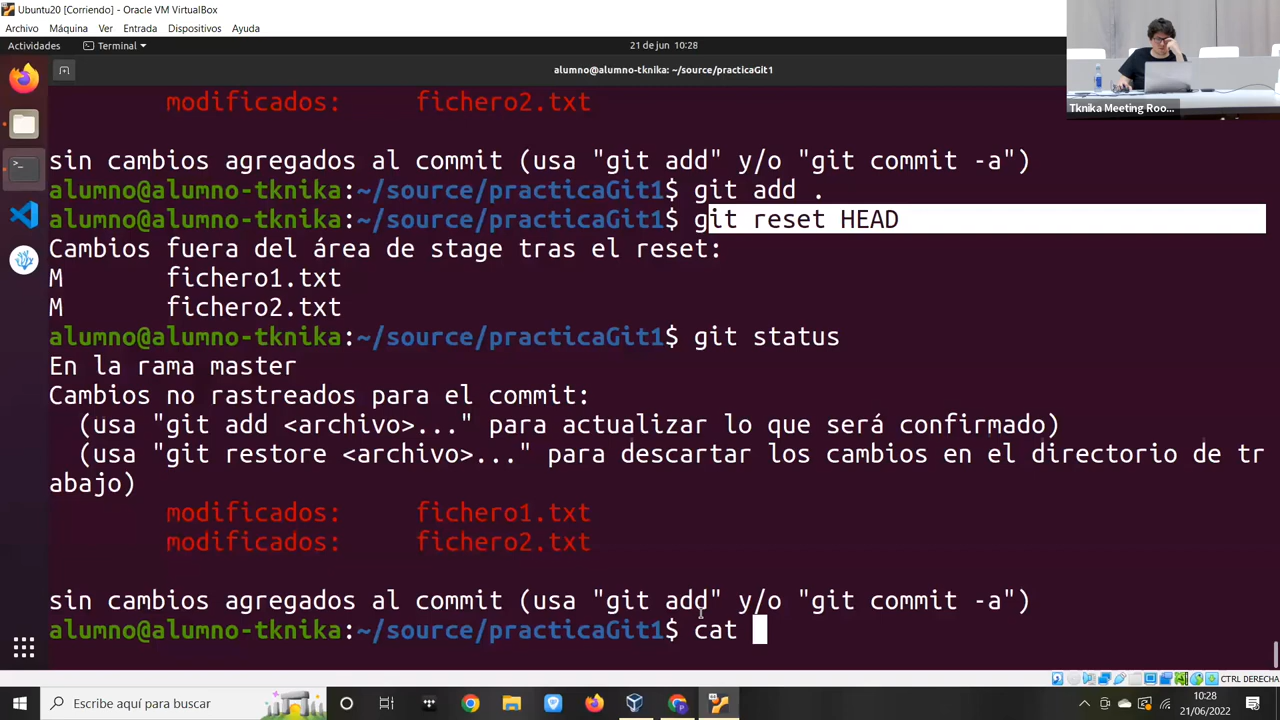 Ubuntu20 [Corriendo] - Oracle VM VirtualBox
Archivo Máquina Ver Entrada Dispositivos Ayuda
Actividades Terminal 21 de jun 10:28
alumno@alumno-tknika: ~/source/practicaGit1
Tknika Meeting Roo...
modificados: fichero2.txt
sin cambios agregados al commit (usa "git add" y/o "git commit -a")
alumno@alumno-tknika:~/source/practicaGit1$ git add .
alumno@alumno-tknika:~/source/practicaGit1$ git reset HEAD
Cambios fuera del área de stage tras el reset:
M fichero1.txt
M fichero2.txt
alumno@alumno-tknika:~/source/practicaGit1$ git status
En la rama master
Cambios no rastreados para el commit:
(usa "git add <archivo>..." para actualizar lo que será confirmado)
(usa "git restore <archivo>..." para descartar los cambios en el directorio de tr
abajo)
modificados: fichero1.txt
modificados: fichero2.txt
sin cambios agregados al commit (usa "git add" y/o "git commit -a")
alumno@alumno-tknika:~/source/practicaGit1$ cat
CTRL DERECHA
Escribe aquí para buscar
10:28
21/06/2022